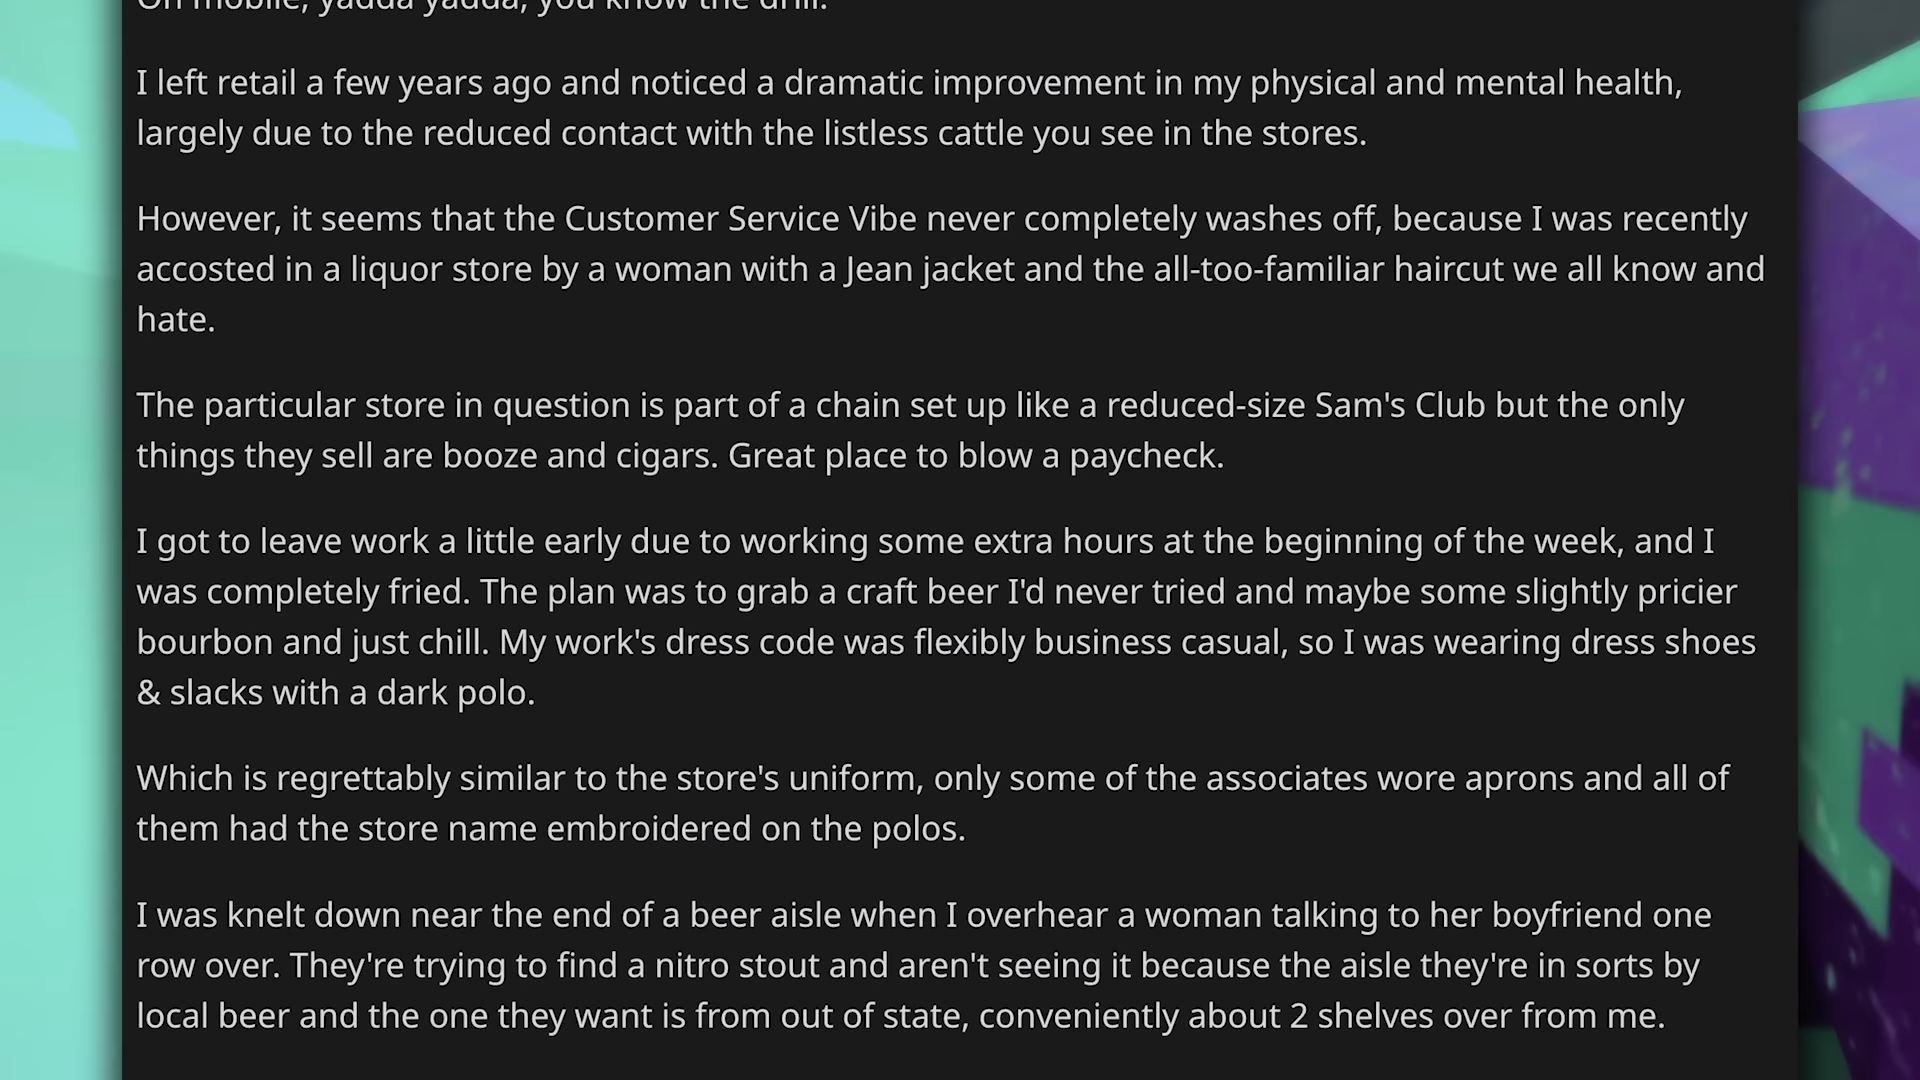 On mobile, yadda yadda, you know the drill.
I left retail a few years ago and noticed a dramatic improvement in my physical and mental health,
largely due to the reduced contact with the listless cattle you see in the stores.
However, it seems that the Customer Service Vibe never completely washes off, because I was recently
accosted in a liquor store by a woman with a Jean jacket and the all-too-familiar haircut we all know and
hate.
The particular store in question is part of a chain set up like a reduced-size Sam's Club but the only
things they sell are booze and cigars. Great place to blow a paycheck.
I got to leave work a little early due to working some extra hours at the beginning of the week, and I
was completely fried. The plan was to grab a craft beer I'd never tried and maybe some slightly pricier
bourbon and just chill. My work's dress code was flexibly business casual, so I was wearing dress shoes
& slacks with a dark polo.
Which is regrettably similar to the store's uniform, only some of the associates wore aprons and all of
them had the store name embroidered on the polos.
I was knelt down near the end of a beer aisle when I overhear a woman talking to her boyfriend one
row over. They're trying to find a nitro stout and aren't seeing it because the aisle they're in sorts by
local beer and the one they want is from out of state, conveniently about 2 shelves over from me.